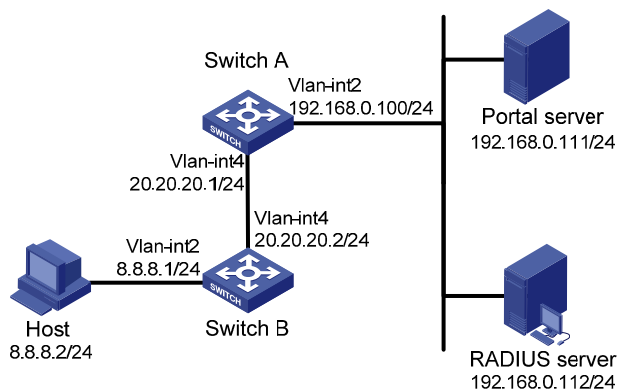 Switch A
Vlan-int2
192.168.0.100/24
Portal server
192.168.0.111/24
SWITCH
Vlan-int4
20.20.20.1/24
Vlan-int4
20.20.20.2/24
Vlan-int2
8.8.8.1/24
SWITCH
Host
8.8.8.2/24
Switch B
RADIUS server
192.168.0.112/24